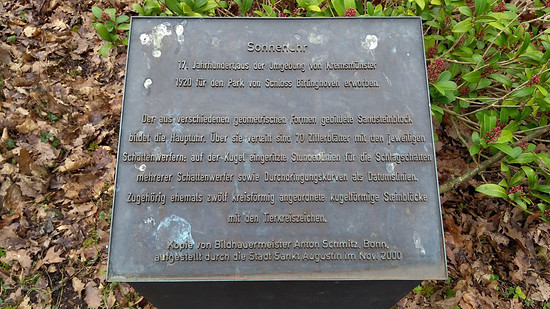 Sonnenuhr
17. Jahrhundert, aus der Umgebung von Kremsmünster
1920 für den Park von Schloss Birlinghoven erworben.
Der aus verschiedenen geometrischen Formen gebildete Sandsteinblock
bildet die Hauptuhr. Über sie verteilt sind 70 Zifferblätter mit den jeweiligen
Schattenwerfern; auf der Kugel eingeritzte Stundenlinien für die Schlagschatten
mehrerer Schattenwerfer sowie Durchdringungskurven als Datumslinien.
Zugehörig ehemals zwölf kreisförmig angeordnete kugelförmige Steinblöcke
mit den Tierkreiszeichen.
Kopie von Bildhauermeister Anton Schmitz, Bonn,
aufgestellt durch die Stadt Sankt Augustin im Nov. 2000